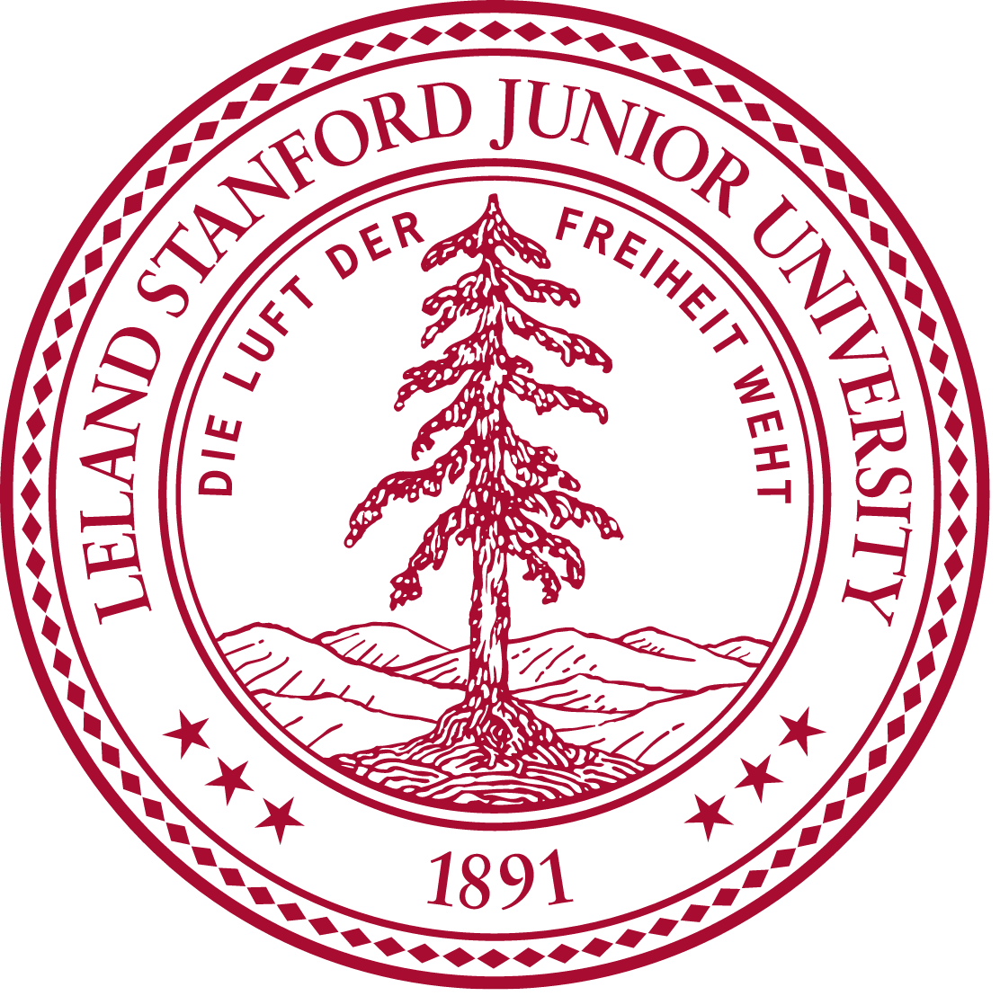 LELAND STANFORD JUNIOR UNIVERSITY
DIE LUFT DER FREIHEIT WEHT
1891